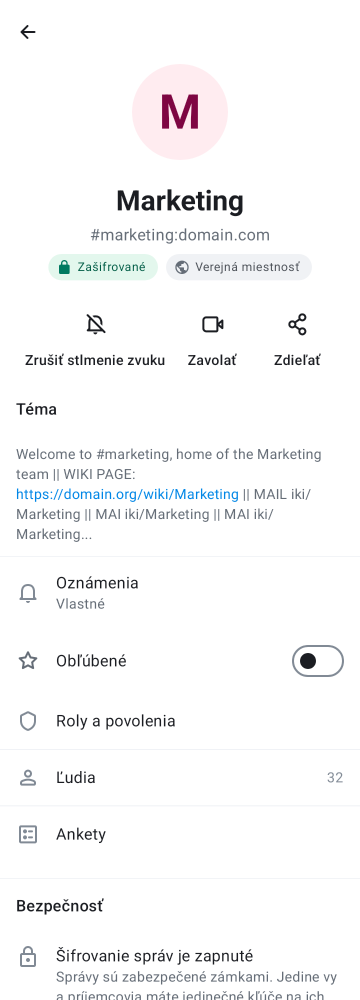 M
Marketing
#marketing:domain.com
Zašifrované
Verejná miestnosť
Zrušiť stlmenie zvuku
Zavolať
Zdieľať
Téma
Welcome to #marketing, home of the Marketing
team || WIKI PAGE:
https://domain.org/wiki/Marketing || MAIL iki/
Marketing || MAI iki/Marketing || MAI iki/
Marketing...
Oznámenia
Vlastné
Obľúbené
Roly a povolenia
Ľudia 32
Ankety
Bezpečnosť
Šifrovanie správ je zapnuté
Správy sú zabezpečené zámkami. Jedine vy
a príjemcovia máte jedinečné kľúče na ich